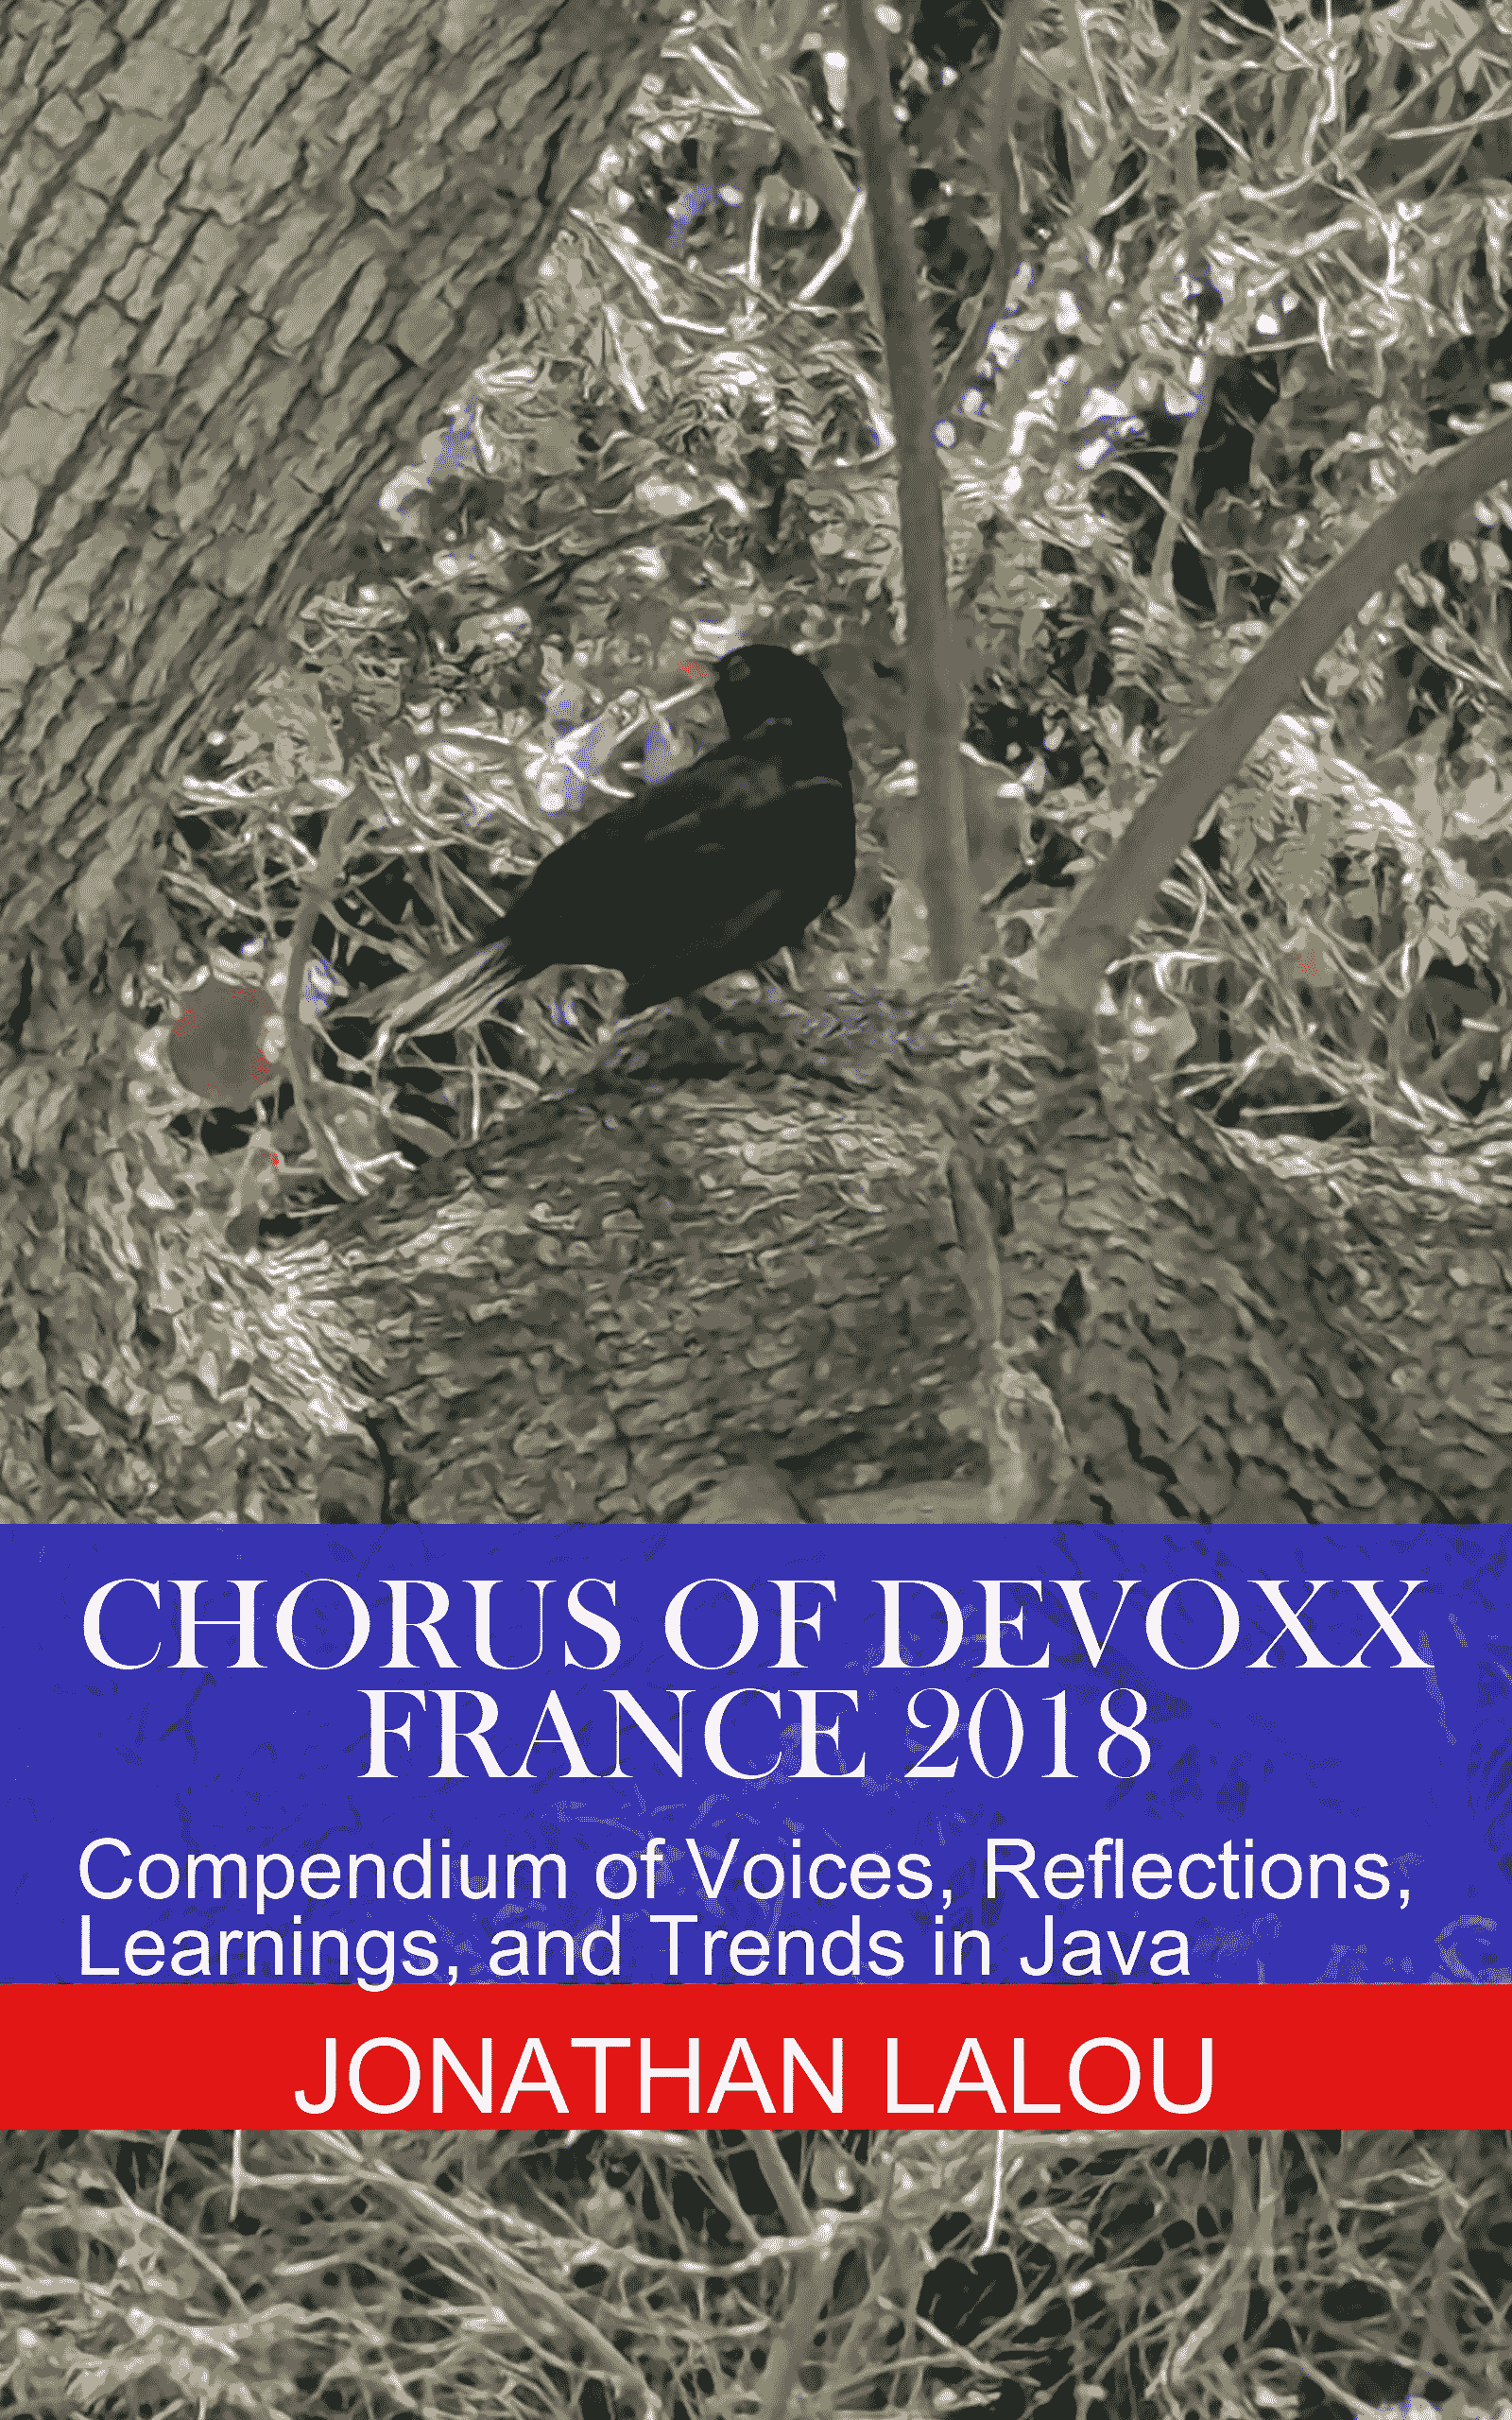 CHORUS OF DEVOXX
FRANCE 2018
Compendium of Voices, Reflections,
Learnings, and Trends in Java
JONATHAN LALOU